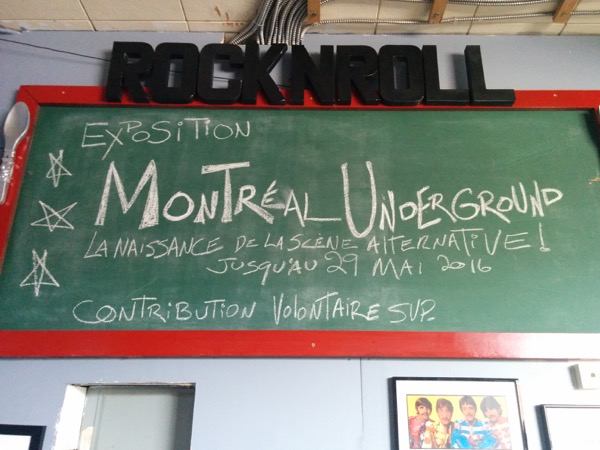 ROCKNROLL
EXPOSITION
MONTRÉAL UNDERGROUND
LA NAISSANCE DE LA SCÈNE ALTERNATIVE!
JUSQU'AU 29 MAI 2016
CONTRIBUTION VOLONTAIRE SVP.